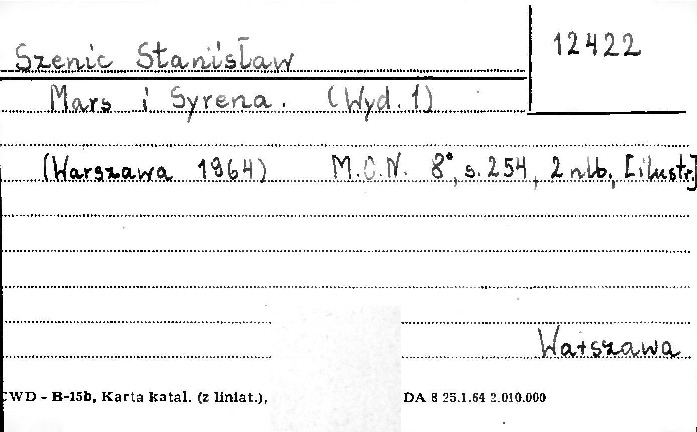 12422
Szenic Stanisław
Mars i Syrena. (Wyd. 1)
(Warszawa 1964) M.O.N. 8°, s. 254, 2 nlb., [ilustr.]
Warszawa
CWD - B-15b, Karta katal. (z liniat.), DA 8 25.1.64 2.010.000